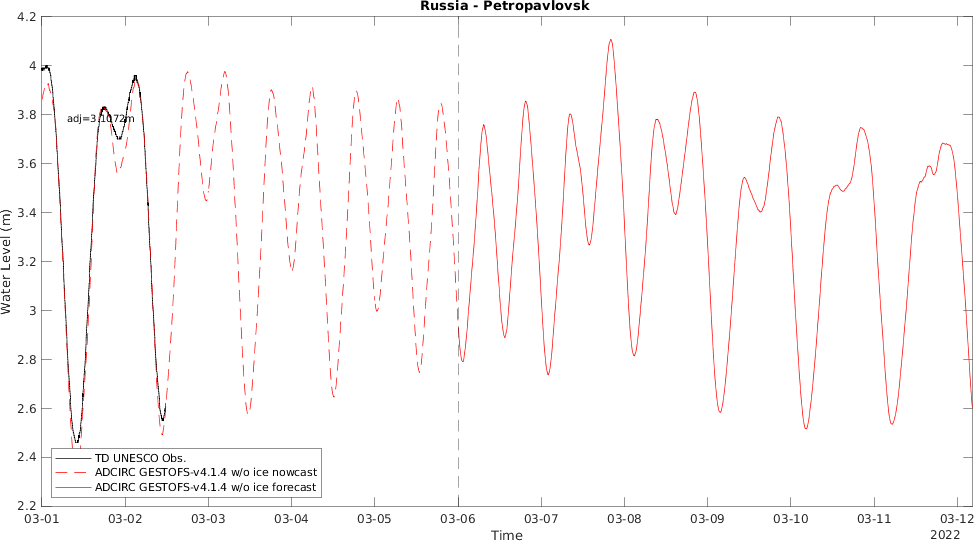 Russia - Petropavlovsk
4.2
4
3.8
3.6
3.4
3.2
3
2.8
2.6
2.4
2.2
Water Level (m)
adj=3.1072m
TD UNESCO Obs.
ADCIRC GESTOFS-v4.1.4 w/o ice nowcast
ADCIRC GESTOFS-v4.1.4 w/o ice forecast
03-01 03-02 03-03 03-04 03-05 03-06 03-07 03-08 03-09 03-10 03-11 03-12
Time
2022